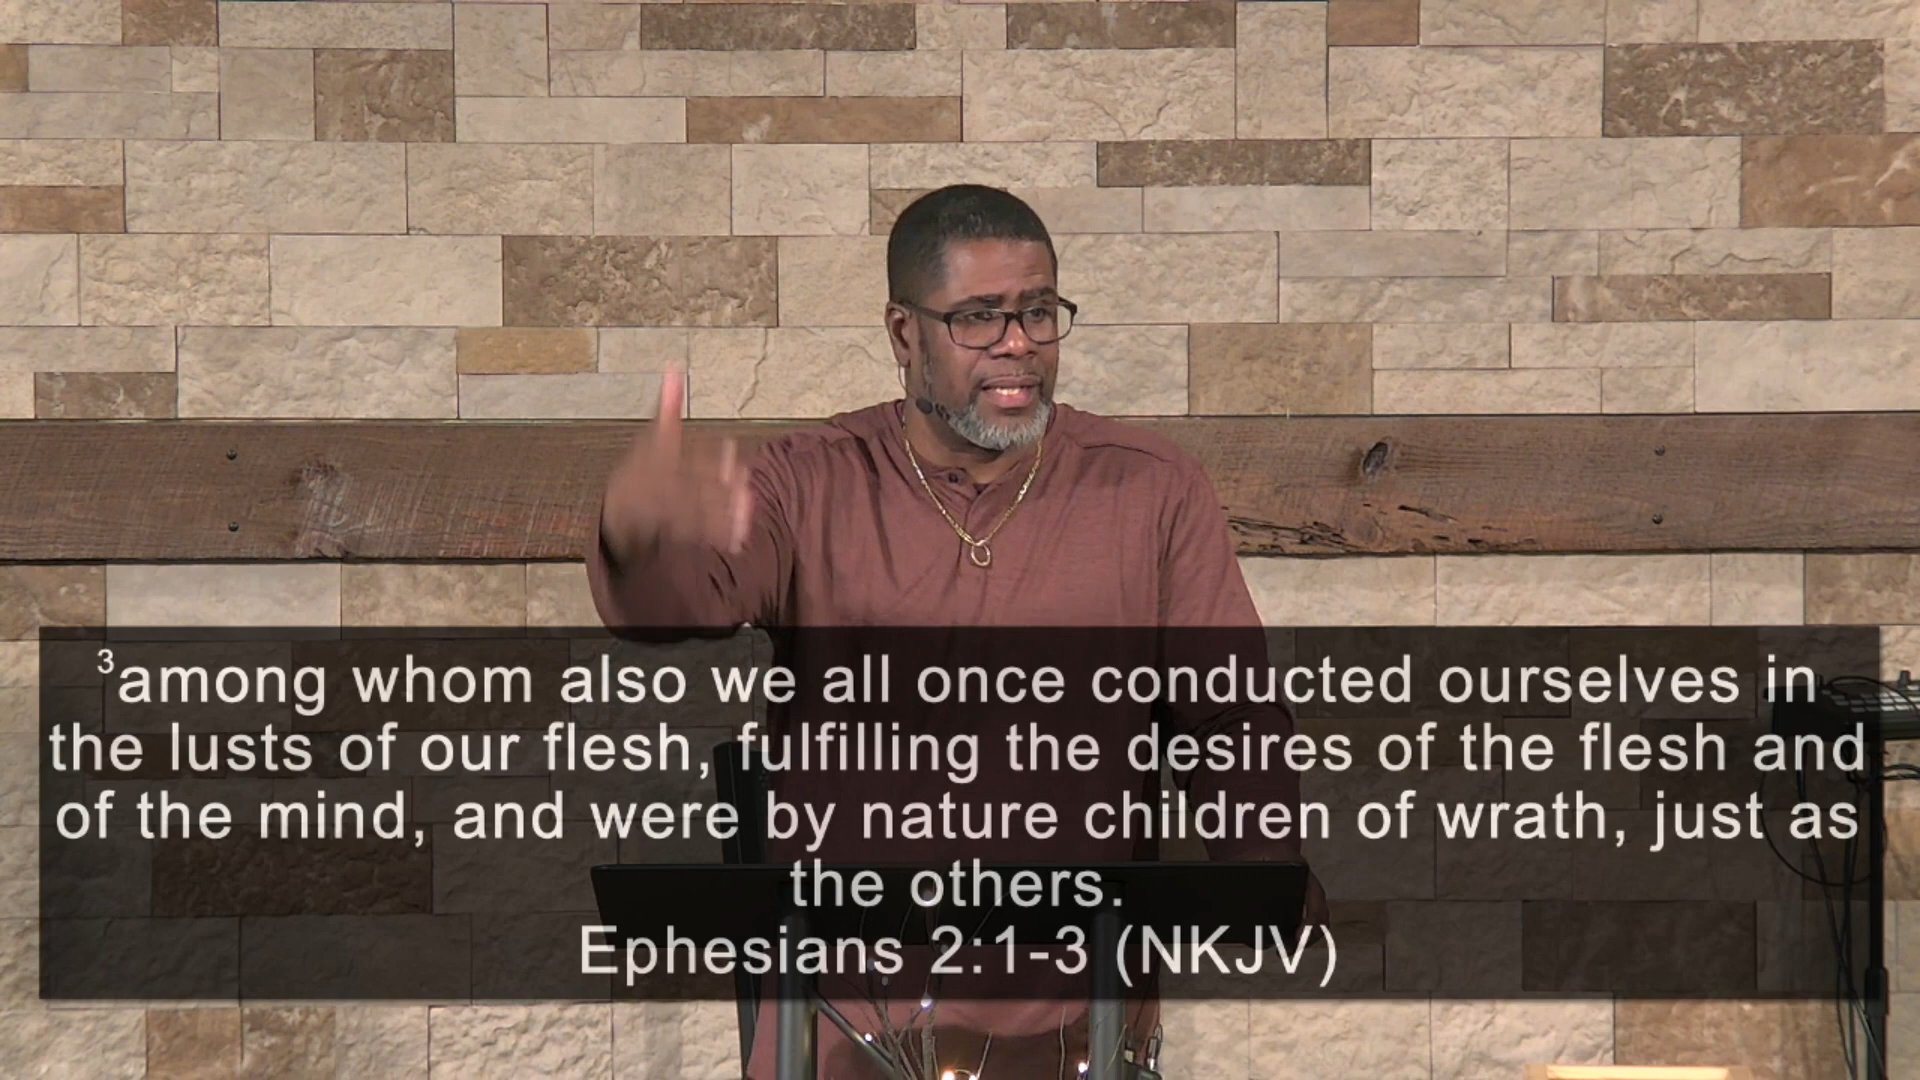 ³among whom also we all once conducted ourselves in
the lusts of our flesh, fulfilling the desires of the flesh and
of the mind, and were by nature children of wrath, just as
the others.
Ephesians 2:1-3 (NKJV)